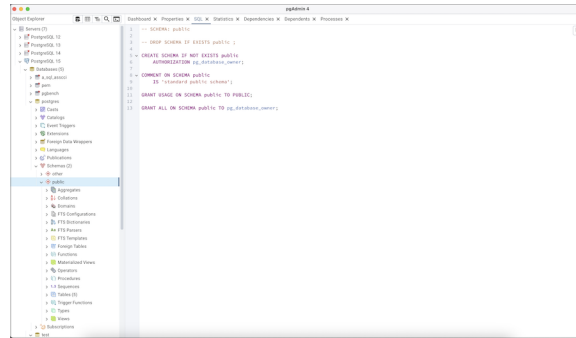 pgAdmin 4
Object Explorer
Dashboard Properties SQL Statistics Dependencies Dependents Processes
Servers (7)
PostgreSQL 12
PostgreSQL 13
PostgreSQL 14
PostgreSQL 15
Databases (5)
a_sql_asscii
pem
pgbench
postgres
Casts
Catalogs
Event Triggers
Extensions
Foreign Data Wrappers
Languages
Publications
Schemas (2)
other
public
Aggregates
Collations
Domains
FTS Configurations
FTS Dictionaries
FTS Parsers
FTS Templates
Foreign Tables
Functions
Materialized Views
Operators
Procedures
1..3 Sequences
Tables (0)
Trigger Functions
Types
Views
Subscriptions
test
1 -- SCHEMA: public
2
3 -- DROP SCHEMA IF EXISTS public ;
4
5 CREATE SCHEMA IF NOT EXISTS public
6 AUTHORIZATION pg_database_owner;
7
8 COMMENT ON SCHEMA public
9 IS 'standard public schema';
10
11 GRANT USAGE ON SCHEMA public TO PUBLIC;
12
13 GRANT ALL ON SCHEMA public TO pg_database_owner;